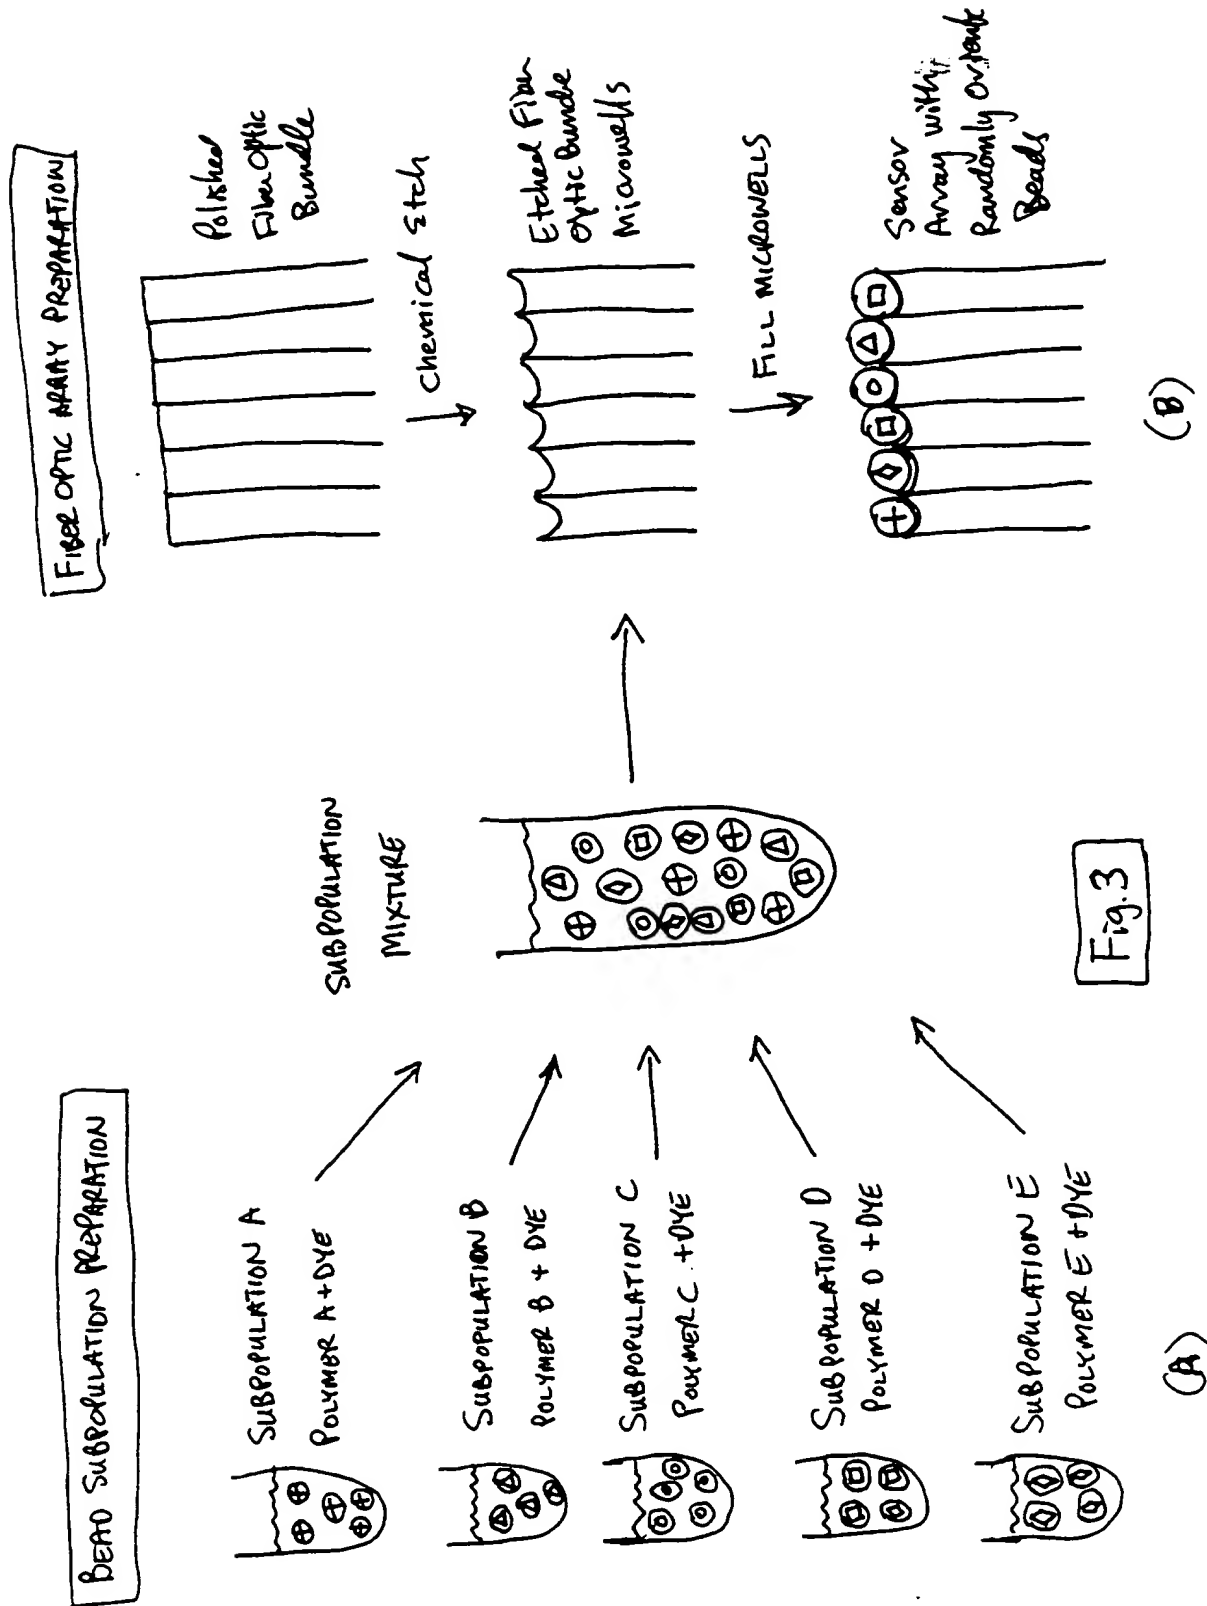 BEAD SUBPOPULATION PREPARATION
SUBPOPULATION A
POLYMER A + DYE
SUBPOPULATION B
POLYMER B + DYE
SUBPOPULATION C
POLYMER C. + DYE
SUBPOPULATION D
POLYMER D + DYE
SUBPOPULATION E
POLYMER E + DYE
(A)
SUBPOPULATION
MIXTURE
Fig.3
FIBER OPTIC ARRAY PREPARATION
Polished
Fiber Optic
Bundle
Chemical Etch
Etched Fiber
Optic Bundle
Microwells
FILL MICROWELLS
Sensor
Array with
Randomly
Beads
(B)